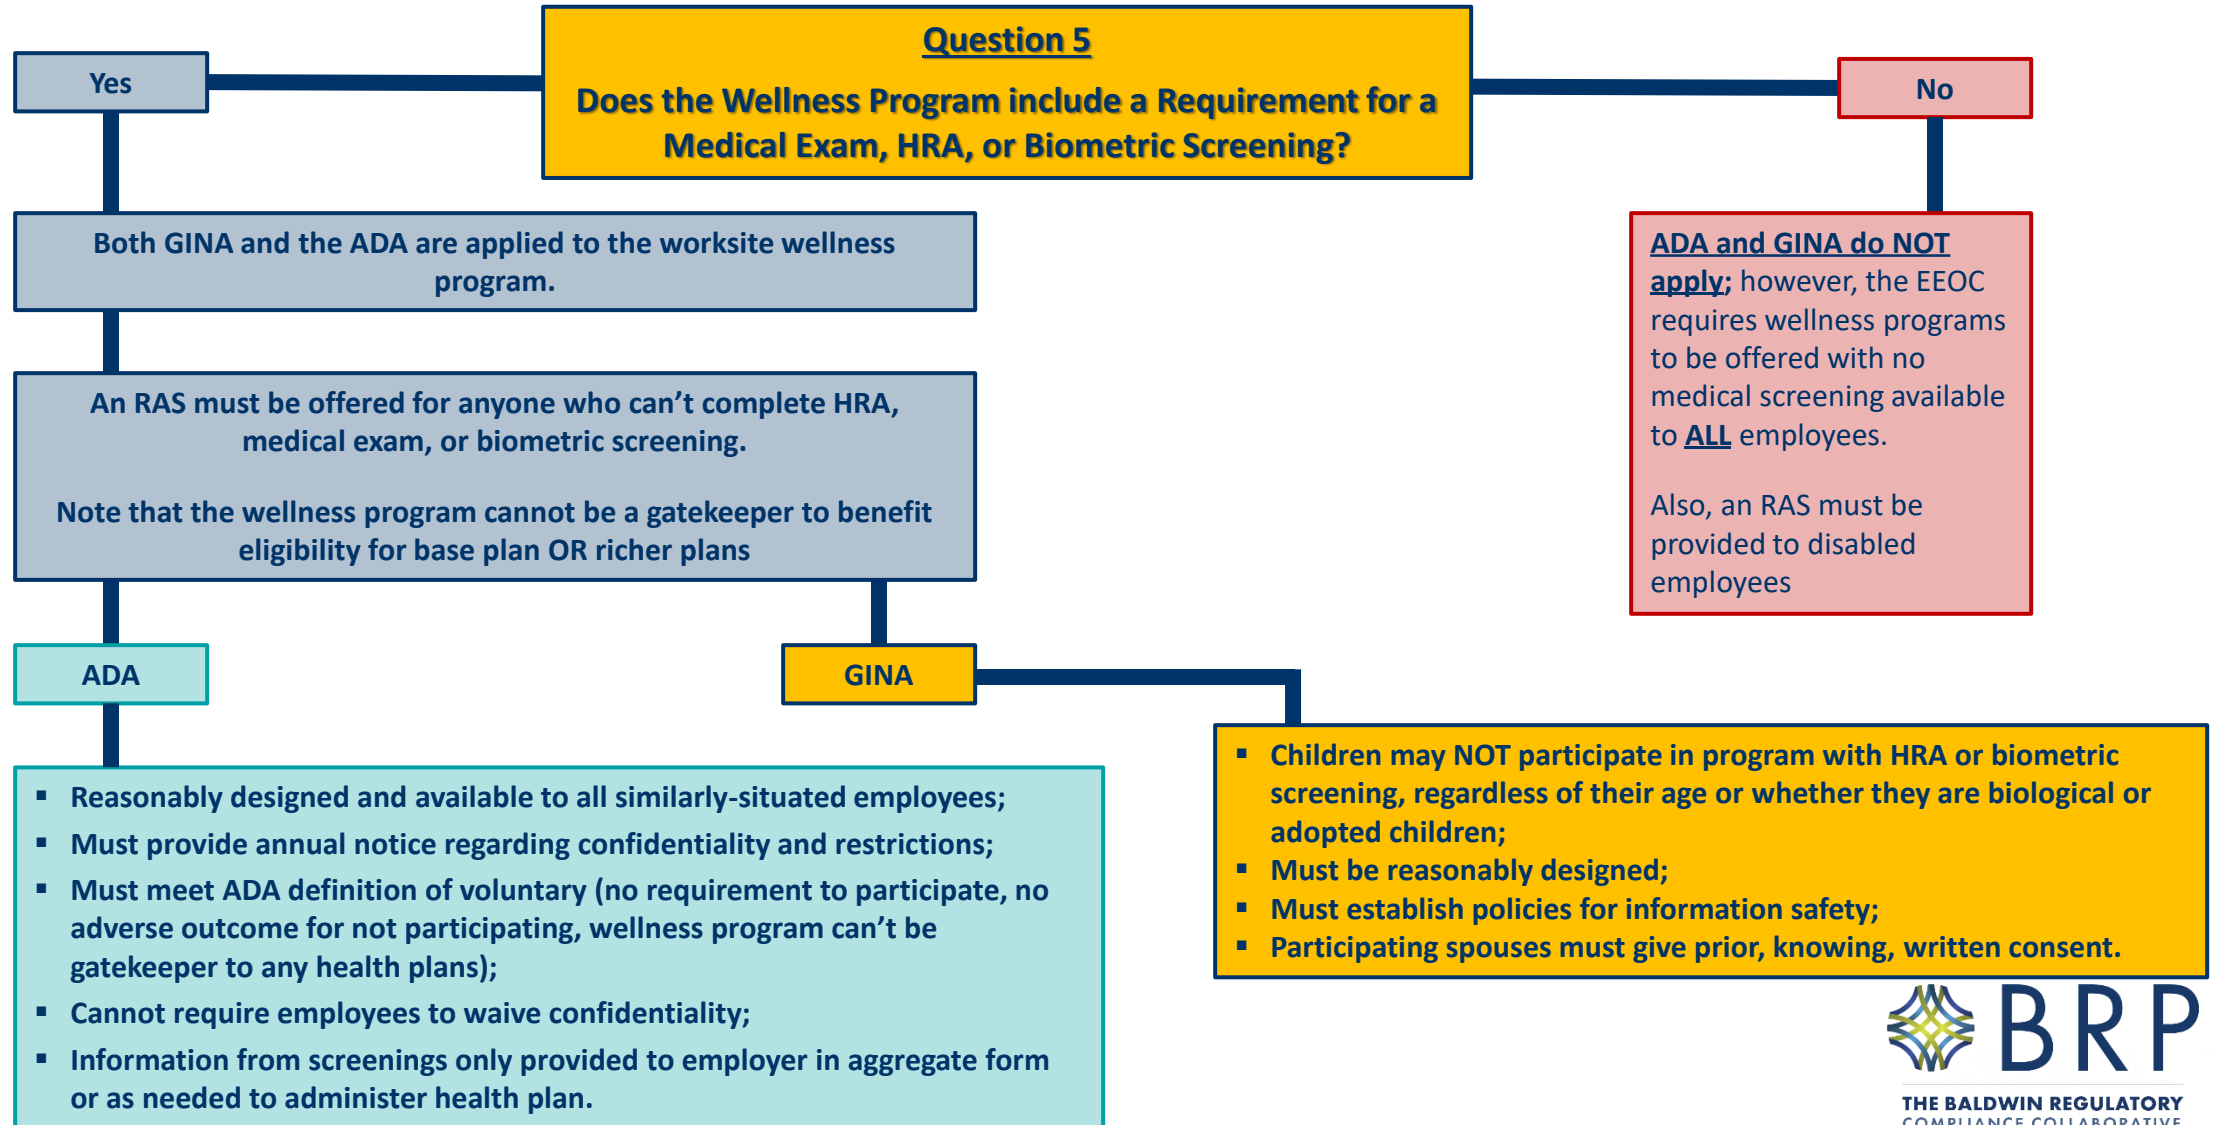 Question 5
Does the Wellness Program include a Requirement for a
Medical Exam, HRA, or Biometric Screening?
Yes
No
Both GINA and the ADA are applied to the worksite wellness
program.
An RAS must be offered for anyone who can't complete HRA,
medical exam, or biometric screening.
Note that the wellness program cannot be a gatekeeper to benefit
eligibility for base plan OR richer plans
ADA and GINA do NOT
apply; however, the EEOC
requires wellness programs
to be offered with no
medical screening available
to ALL employees.
Also, an RAS must be
provided to disabled
employees
ADA
GINA
▪ Reasonably designed and available to all similarly-situated employees;
▪ Must provide annual notice regarding confidentiality and restrictions;
▪ Must meet ADA definition of voluntary (no requirement to participate, no
adverse outcome for not participating, wellness program can't be
gatekeeper to any health plans);
▪ Cannot require employees to waive confidentiality;
▪ Information from screenings only provided to employer in aggregate form
or as needed to administer health plan.
▪ Children may NOT participate in program with HRA or biometric
screening, regardless of their age or whether they are biological or
adopted children;
▪ Must be reasonably designed;
▪ Must establish policies for information safety;
▪ Participating spouses must give prior, knowing, written consent.
BRP
THE BALDWIN REGULATORY
COMPLIANCE COLLABORATIVE